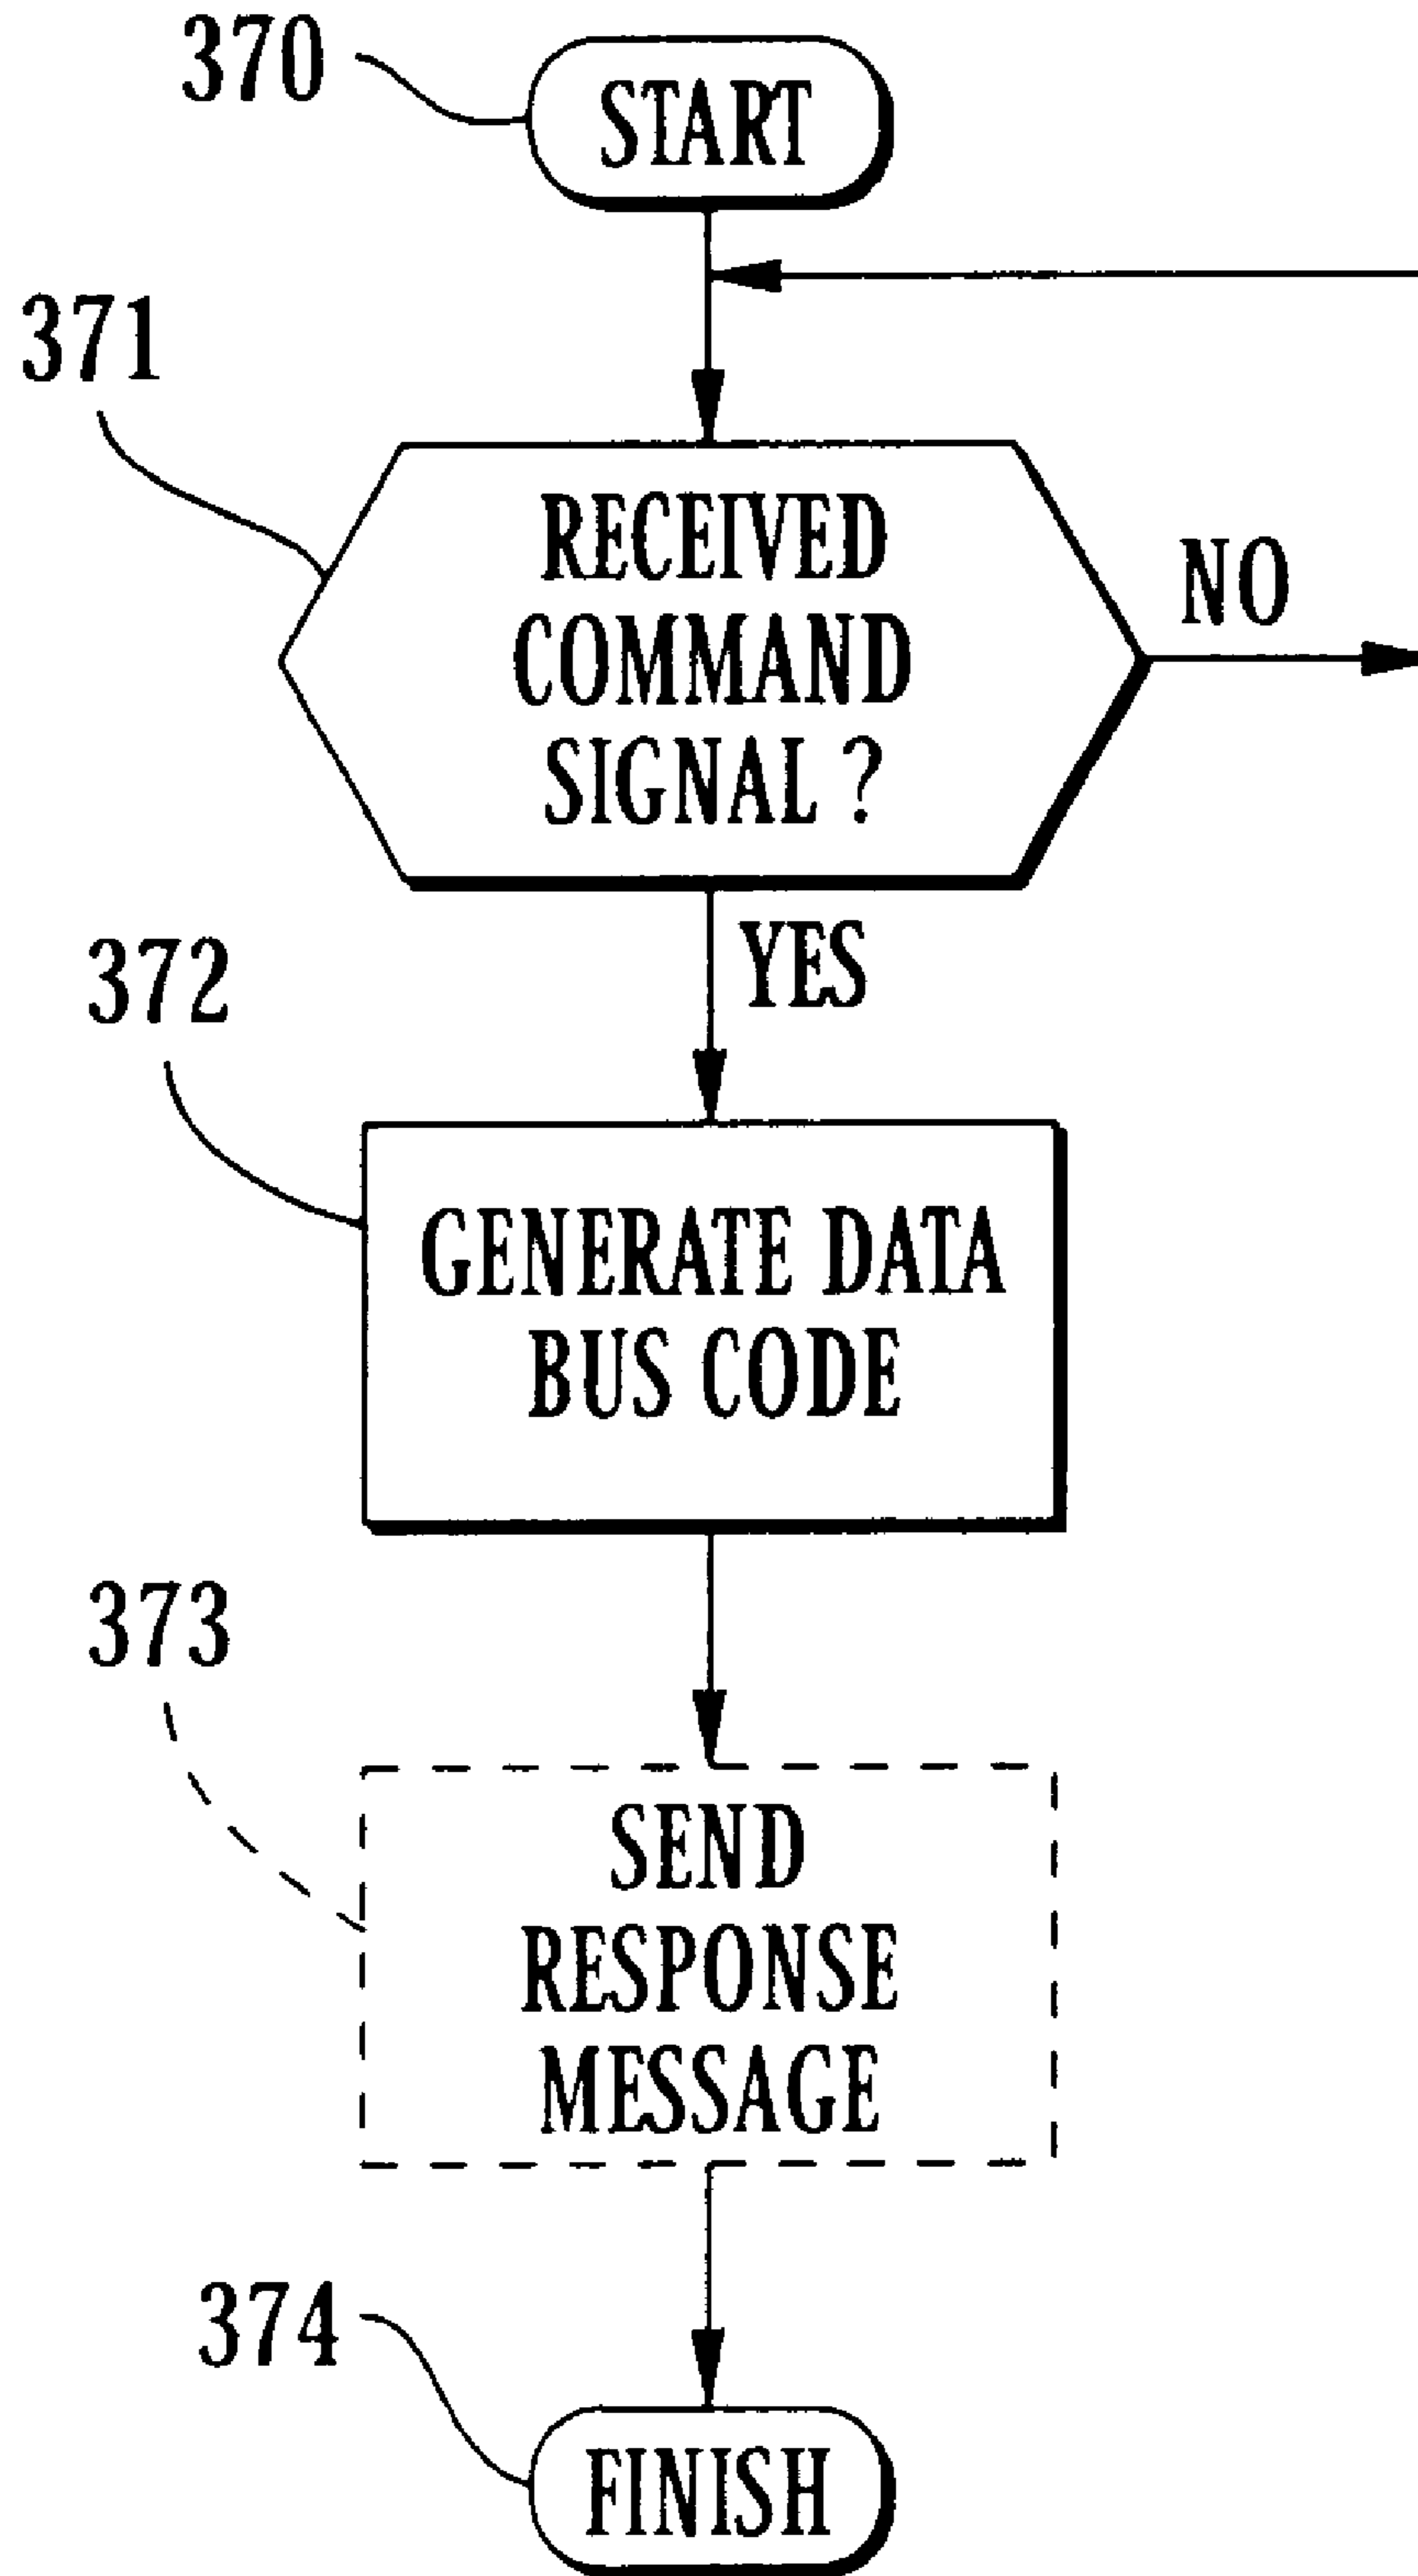 370
START
371
RECEIVED
COMMAND
SIGNAL ?
NO
YES
372
GENERATE DATA
BUS CODE
373
SEND
RESPONSE
MESSAGE
374
FINISH